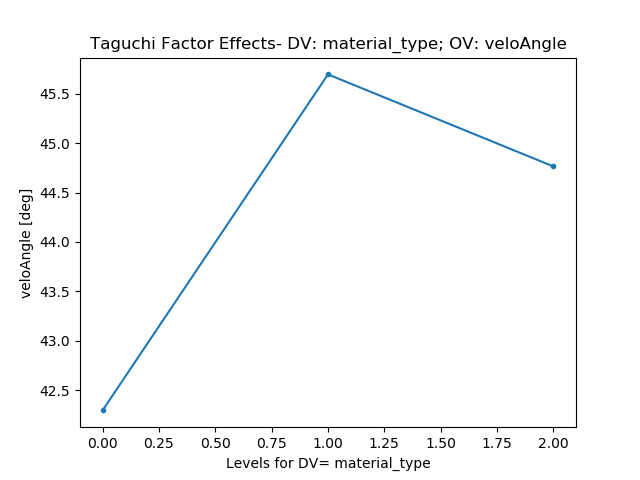 Taguchi Factor Effects- DV: material_type; OV: veloAngle
45.5
45.0
44.5
44.0
43.5
43.0
42.5
veloAngle [deg]
0.00 0.25 0.50 0.75 1.00 1.25 1.50 1.75 2.00
Levels for DV= material_type